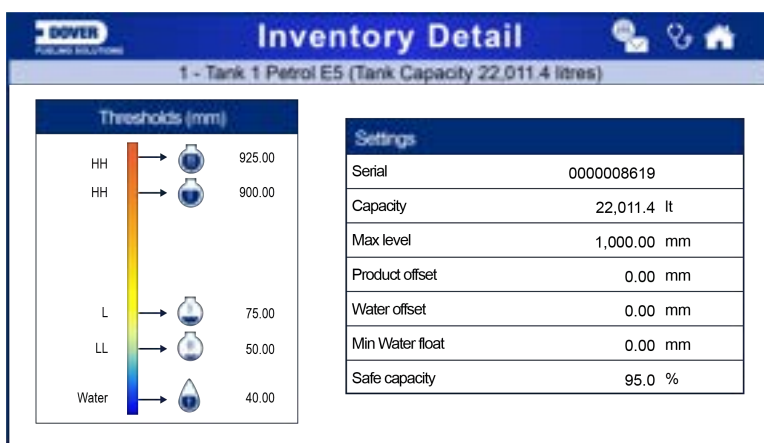 DOVER
FUELING SOLUTIONS
Inventory Detail
1 - Tank 1 Petrol E5 (Tank Capacity 22,011.4 litres)
Thresholds (mm)
HH 925.00
HH 900.00
L 75.00
LL 50.00
Water 40.00
Settings
Serial 0000008619
Capacity 22,011.4 lt
Max level 1,000.00 mm
Product offset 0.00 mm
Water offset 0.00 mm
Min Water float 0.00 mm
Safe capacity 95.0 %